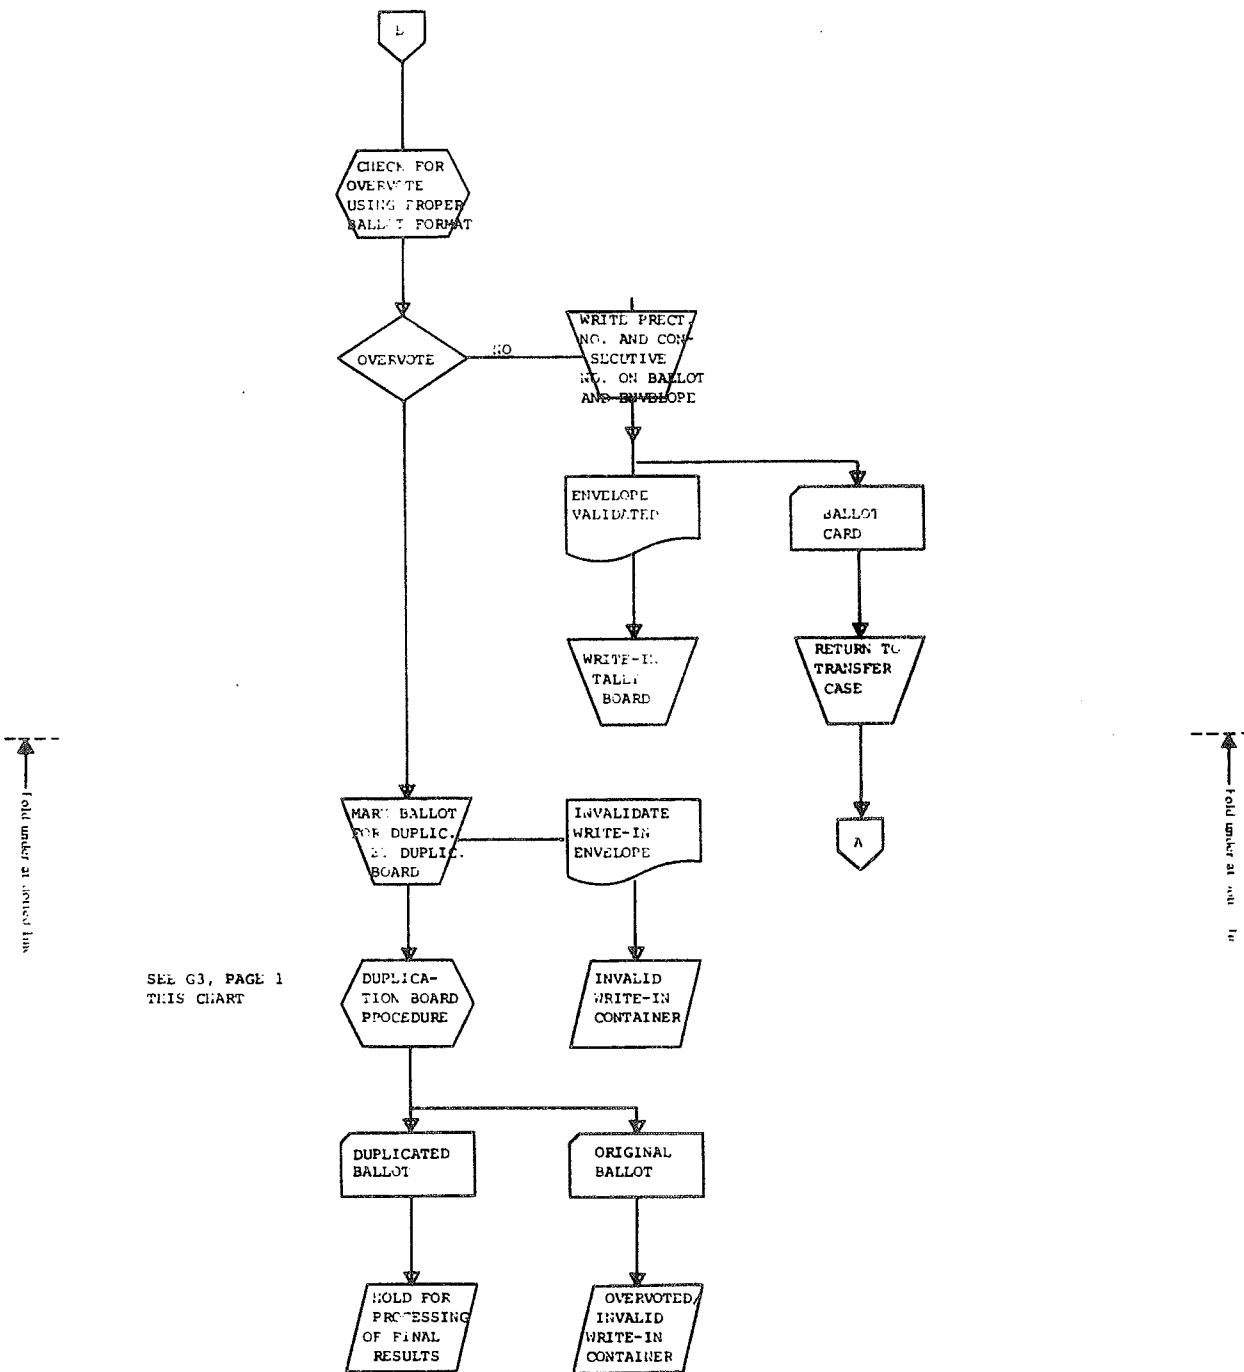 CHECK FOR
OVERVOTE
USING PROPER
BALLOT FORMAT
OVERVOTE
NO
WRITE PRECT.
NO. AND CON-
SECUTIVE
NO. ON BALLOT
AND ENVELOPE
ENVELOPE
VALIDATED
BALLOT
CARD
WRITE-IN
TALLY
BOARD
RETURN TO
TRANSFER
CASE
A
MARK BALLOT
FOR DUPLIC.
DUPLIC.
BOARD
INVALIDATE
WRITE-IN
ENVELOPE
Fold under at dotted line
Fold under at
SEE G3, PAGE 1
THIS CHART
DUPLICA-
TION BOARD
PROCEDURE
INVALID
WRITE-IN
CONTAINER
DUPLICATED
BALLOT
ORIGINAL
BALLOT
HOLD FOR
PROCESSING
OF FINAL
RESULTS
OVERVOTED/
INVALID
WRITE-IN
CONTAINER